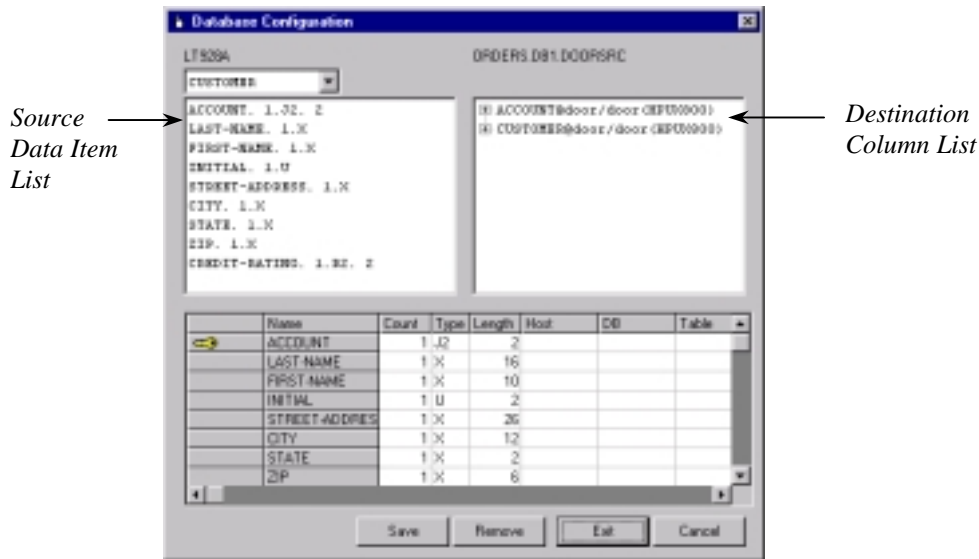 Database Configuration
LT928A
ORDERS.DB1.DOORSRC
CUSTOMER
Source
Data Item
List
ACCOUNT. 1.J2. 2
LAST-NAME. 1.X
FIRST-NAME. 1.X
INITIAL. 1.U
STREET-ADDRESS. 1.X
CITY. 1.X
STATE. 1.X
ZIP. 1.X
CREDIT-RATING. 1.R2. 2
ACCOUNT@door/door(HPUX800)
CUSTOMER@door/door(HPUX800)
Destination
Column List
Name Count Type Length Host DB Table
ACCOUNT 1 J2 2
LAST-NAME 1 X 16
FIRST-NAME 1 X 10
INITIAL 1 U 2
STREET-ADDRES 1 X 26
CITY 1 X 12
STATE 1 X 2
ZIP 1 X 6
Save Remove Exit Cancel